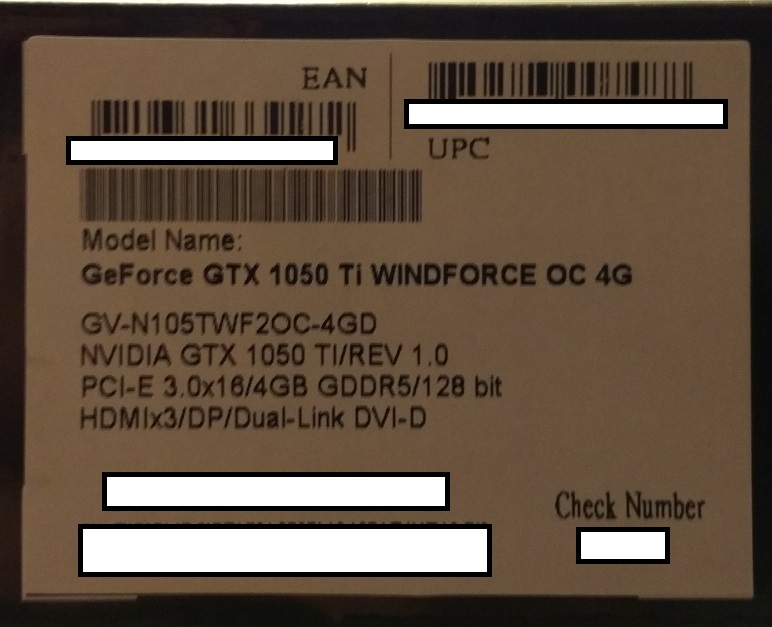 EAN
UPC
Model Name:
GeForce GTX 1050 Ti WINDFORCE OC 4G
GV-N105TWF2OC-4GD
NVIDIA GTX 1050 TI/REV 1.0
PCI-E 3.0x16/4GB GDDR5/128 bit
HDMIx3/DP/Dual-Link DVI-D
Check Number